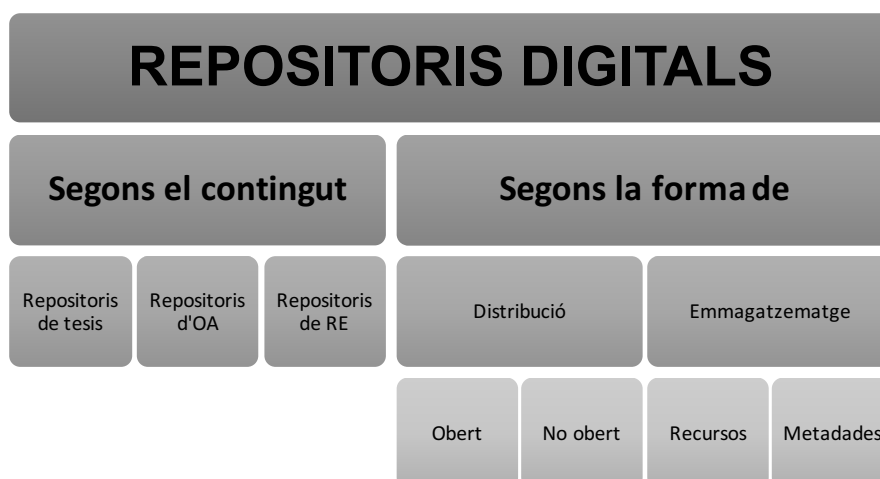 REPOSITORIS DIGITALS
Segons el contingut
Segons la forma de
Repositoris
de tesis
Repositoris
d'OA
Repositoris
de RE
Distribució
Emmagatzematge
Obert
No obert
Recursos
Metadades